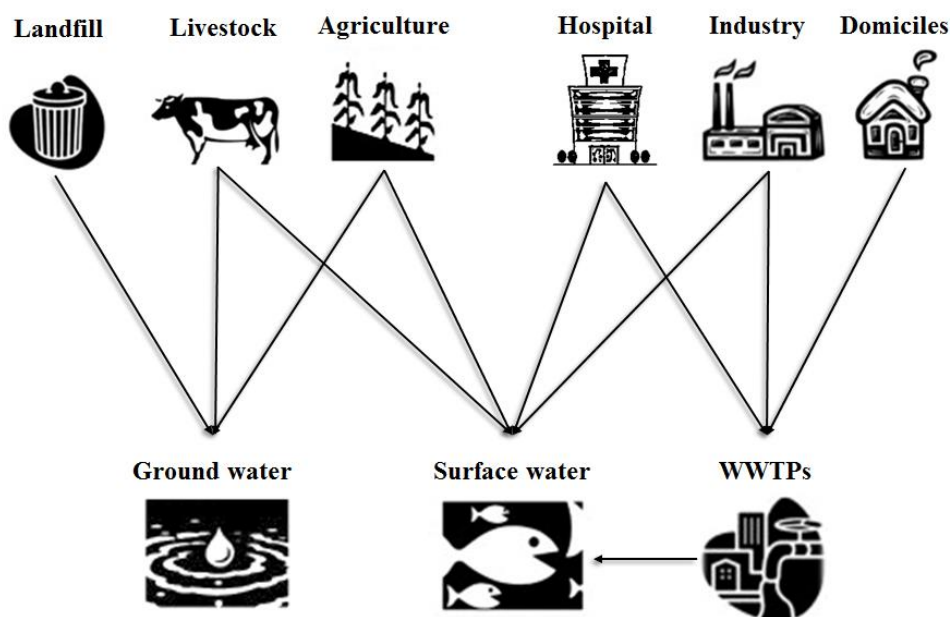 Landfill
Livestock
Agriculture
Hospital
Industry
Domiciles
Ground water
Surface water
WWTPs